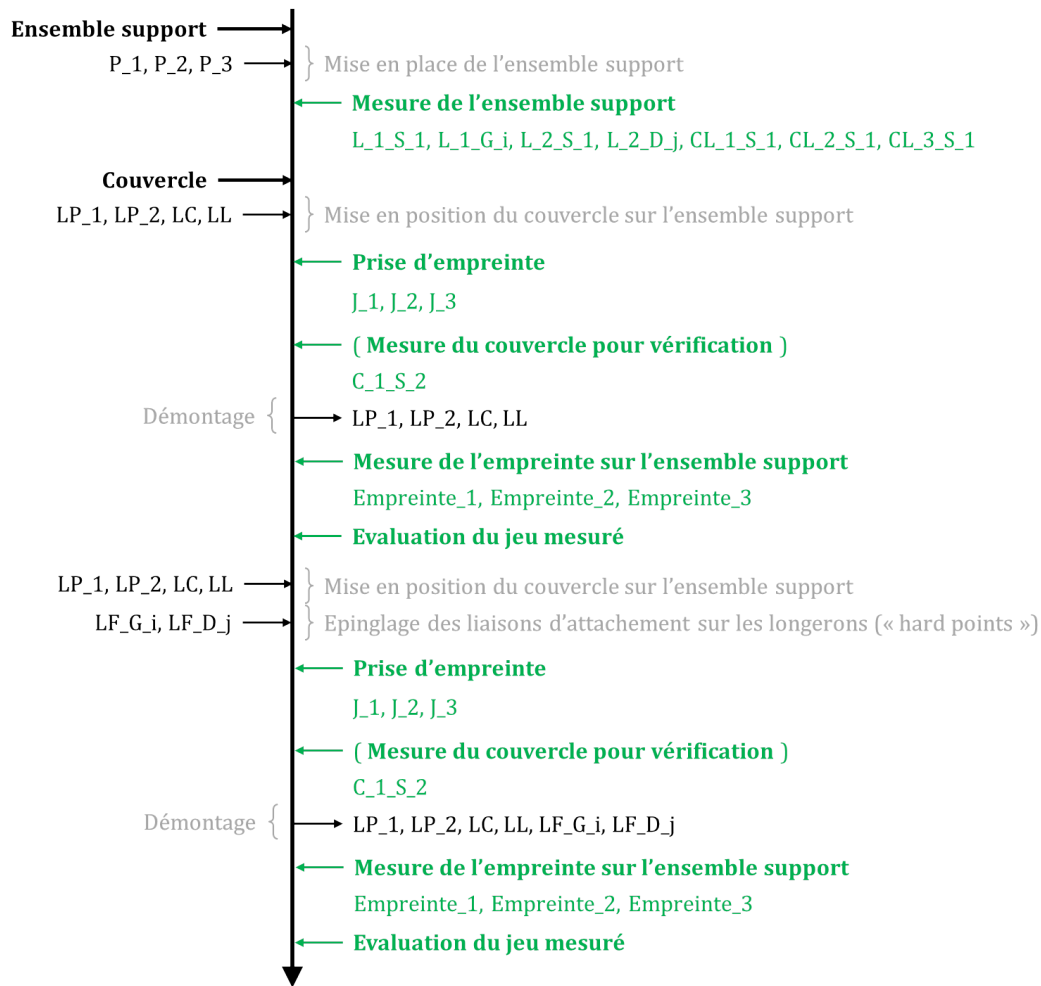 Ensemble support
P_1, P_2, P_3
Mise en place de l’ensemble support
Mesure de l’ensemble support
L_1_S_1, L_1_G_i, L_2_S_1, L_2_D_j, CL_1_S_1, CL_2_S_1, CL_3_S_1
Couvercle
LP_1, LP_2, LC, LL
Mise en position du couvercle sur l’ensemble support
Prise d’empreinte
J_1, J_2, J_3
( Mesure du couvercle pour vérification )
C_1_S_2
Démontage
LP_1, LP_2, LC, LL
Mesure de l’empreinte sur l’ensemble support
Empreinte_1, Empreinte_2, Empreinte_3
Evaluation du jeu mesuré
LP_1, LP_2, LC, LL
Mise en position du couvercle sur l’ensemble support
LF_G_i, LF_D_j
Epinglage des liaisons d’attachement sur les longerons (« hard points »)
Prise d’empreinte
J_1, J_2, J_3
( Mesure du couvercle pour vérification )
C_1_S_2
Démontage
LP_1, LP_2, LC, LL, LF_G_i, LF_D_j
Mesure de l’empreinte sur l’ensemble support
Empreinte_1, Empreinte_2, Empreinte_3
Evaluation du jeu mesuré